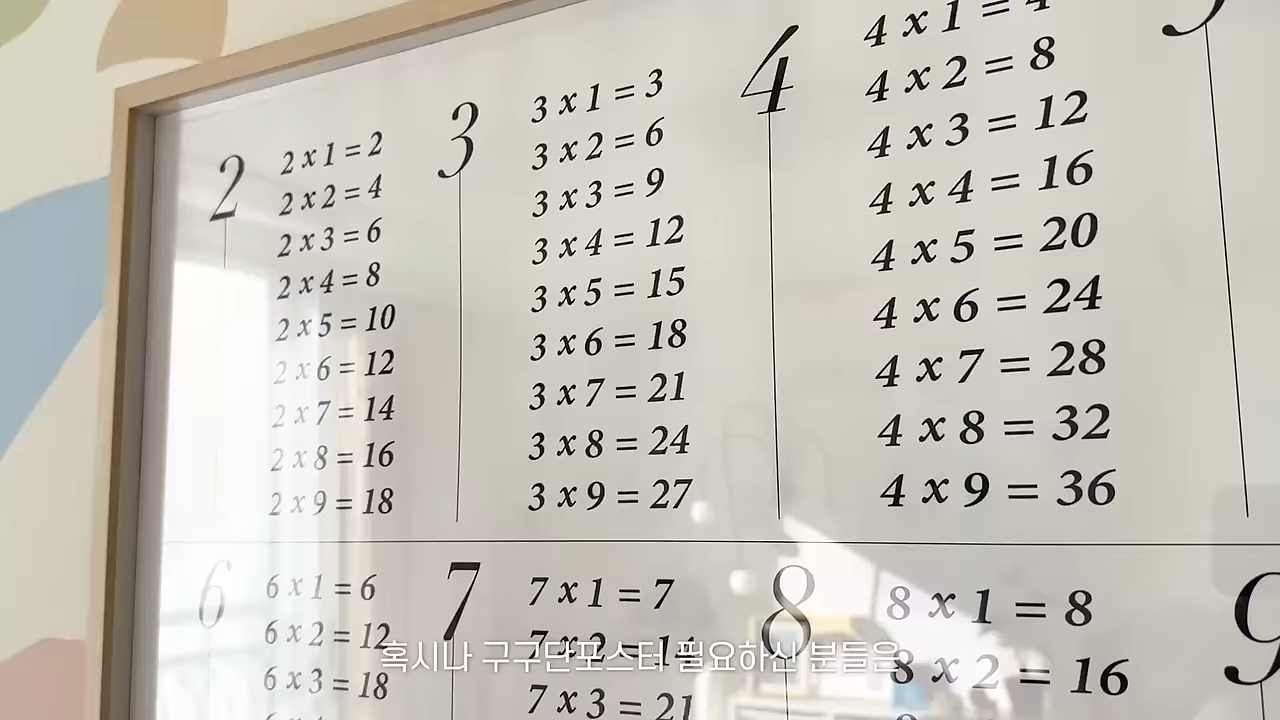 2
2 x 1 = 2
2 x 2 = 4
2 x 3 = 6
2 x 4 = 8
2 x 5 = 10
2 x 6 = 12
2 x 7 = 14
2 x 8 = 16
2 x 9 = 18
3
3 x 1 = 3
3 x 2 = 6
3 x 3 = 9
3 x 4 = 12
3 x 5 = 15
3 x 6 = 18
3 x 7 = 21
3 x 8 = 24
3 x 9 = 27
4
4 x 1 = 4
4 x 2 = 8
4 x 3 = 12
4 x 4 = 16
4 x 5 = 20
4 x 6 = 24
4 x 7 = 28
4 x 8 = 32
4 x 9 = 36
6
6 x 1 = 6
6 x 2 = 12
6 x 3 = 18
7
7 x 1 = 7
7 x 2 = 14
7 x 3 = 21
8
8 x 1 = 8
8 x 2 = 16
9
혹시나 구구단포스터 필요하신 분들은